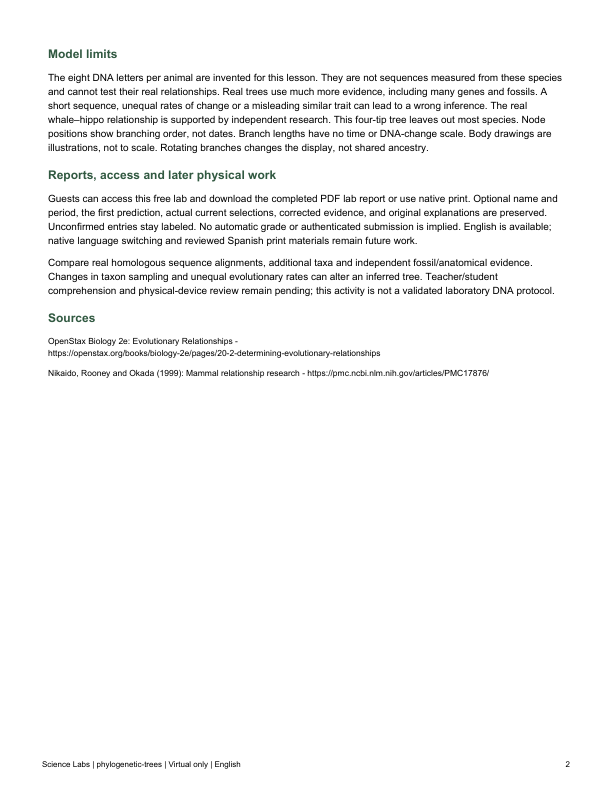 Model limits
The eight DNA letters per animal are invented for this lesson. They are not sequences measured from these species
and cannot test their real relationships. Real trees use much more evidence, including many genes and fossils. A
short sequence, unequal rates of change or a misleading similar trait can lead to a wrong inference. The real
whale–hippo relationship is supported by independent research. This four-tip tree leaves out most species. Node
positions show branching order, not dates. Branch lengths have no time or DNA-change scale. Body drawings are
illustrations, not to scale. Rotating branches changes the display, not shared ancestry.
Reports, access and later physical work
Guests can access this free lab and download the completed PDF lab report or use native print. Optional name and
period, the first prediction, actual current selections, corrected evidence, and original explanations are preserved.
Unconfirmed entries stay labeled. No automatic grade or authenticated submission is implied. English is available;
native language switching and reviewed Spanish print materials remain future work.
Compare real homologous sequence alignments, additional taxa and independent fossil/anatomical evidence.
Changes in taxon sampling and unequal evolutionary rates can alter an inferred tree. Teacher/student
comprehension and physical-device review remain pending; this activity is not a validated laboratory DNA protocol.
Sources
OpenStax Biology 2e: Evolutionary Relationships -
https://openstax.org/books/biology-2e/pages/20-2-determining-evolutionary-relationships
Nikaido, Rooney and Okada (1999): Mammal relationship research - https://pmc.ncbi.nlm.nih.gov/articles/PMC17876/
Science Labs | phylogenetic-trees | Virtual only | English 2